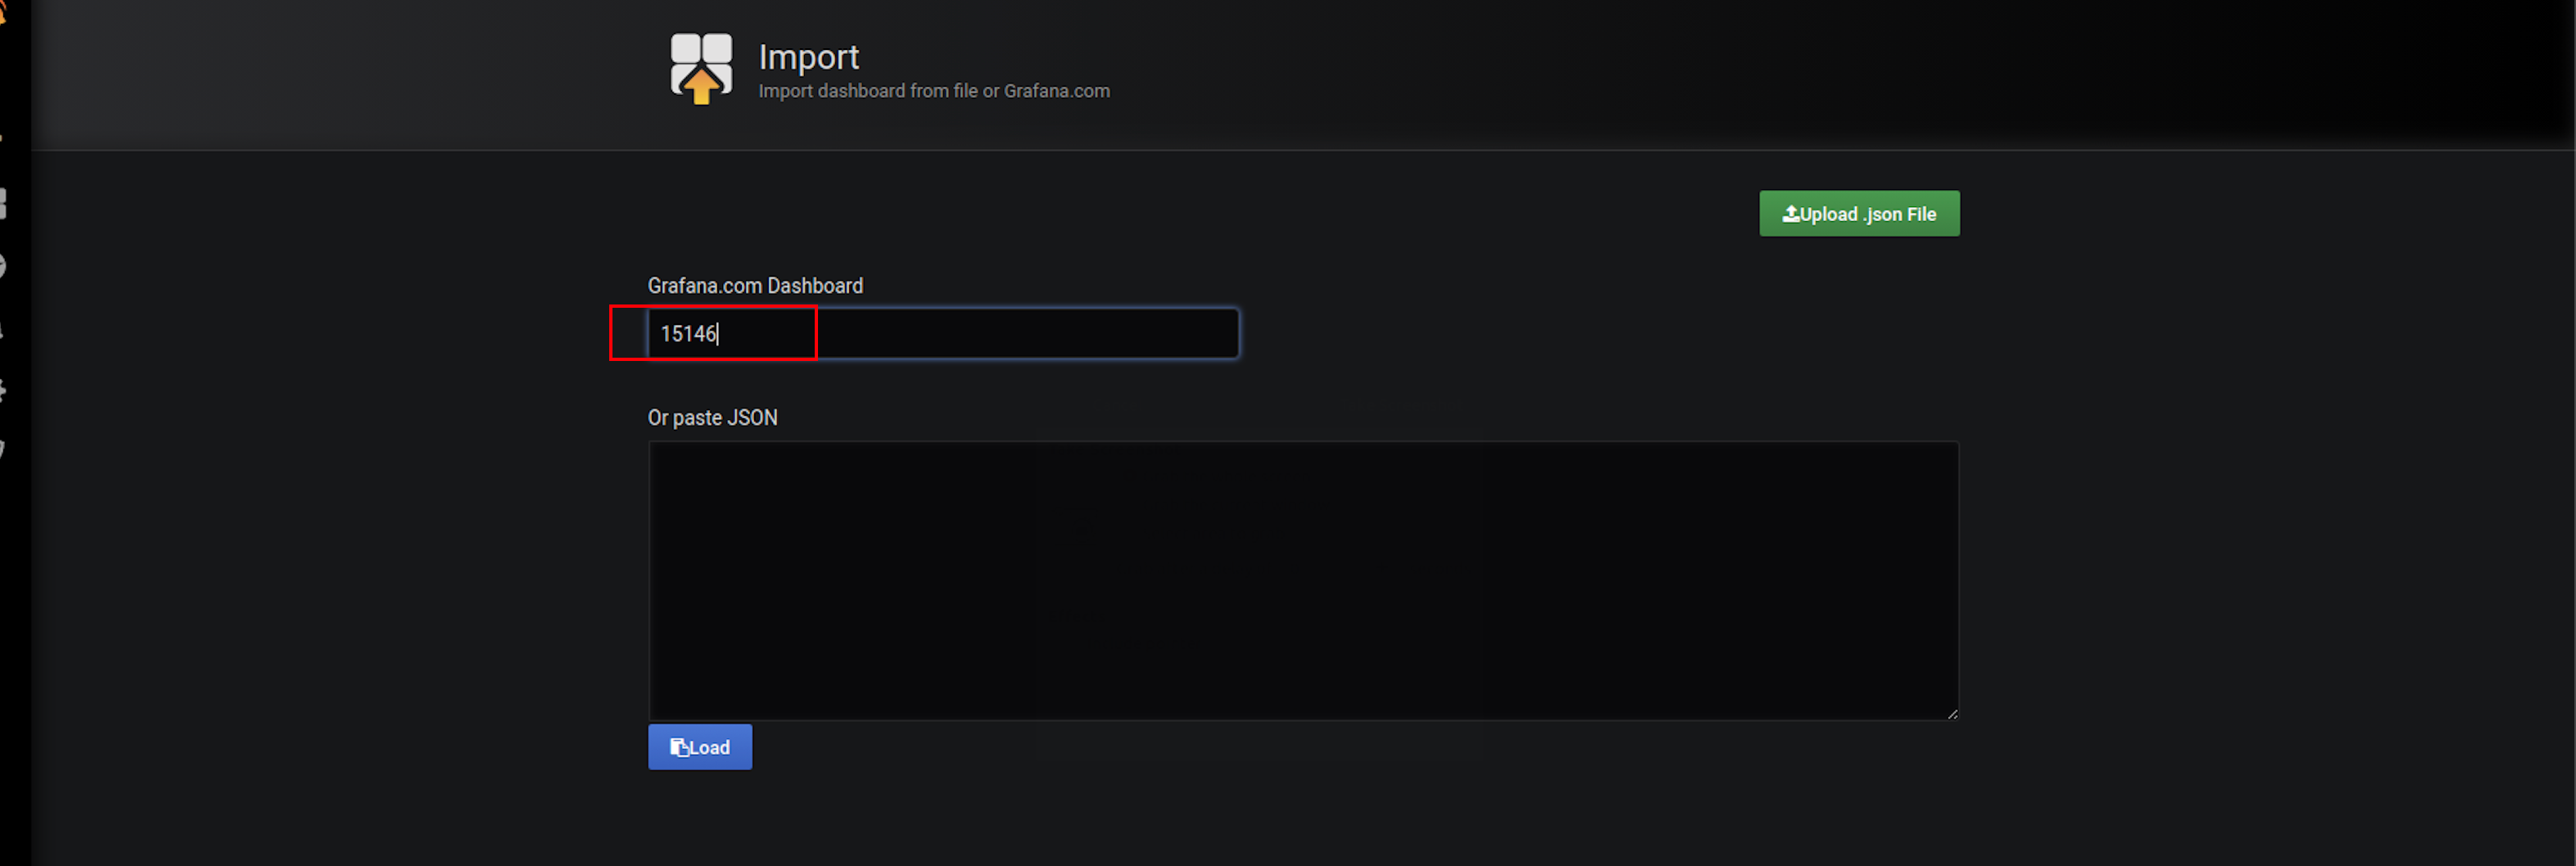 Import
Import dashboard from file or Grafana.com
Upload .json File
Grafana.com Dashboard
15146
Or paste JSON
Load